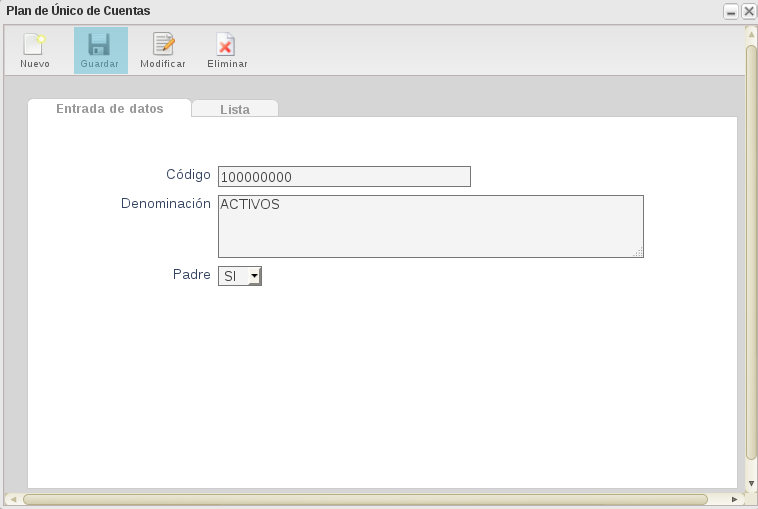 Plan de Único de Cuentas
Nuevo Guardar Modificar Eliminar
Entrada de datos Lista
Código 100000000
Denominación ACTIVOS
Padre SI